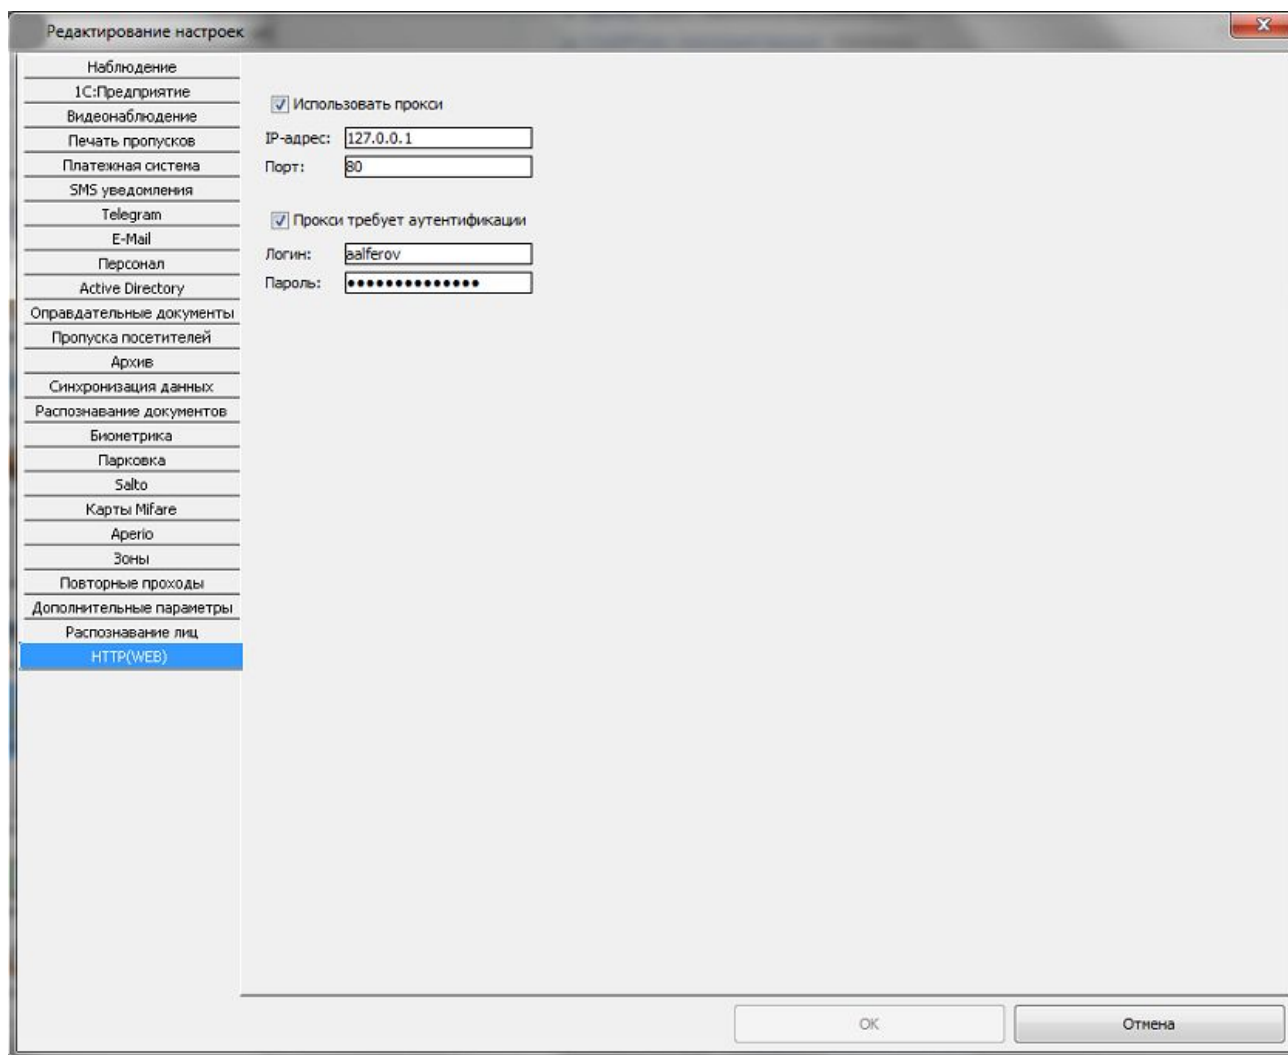 Редактирование настроек
Наблюдение
1С:Предприятие
Видеонаблюдение
Печать пропусков
Платежная система
SMS уведомления
Telegram
E-Mail
Персонал
Active Directory
Оправдательные документы
Пропуска посетителей
Архив
Синхронизация данных
Распознавание документов
Биометрика
Парковка
Salto
Карты Mifare
Aperio
Зоны
Повторные проходы
Дополнительные параметры
Распознавание лиц
HTTP(WEB)
Использовать прокси
IP-адрес: 127.0.0.1
Порт: 80
Прокси требует аутентификации
Логин: aalferov
Пароль: ••••••••••••••
OK
Отмена